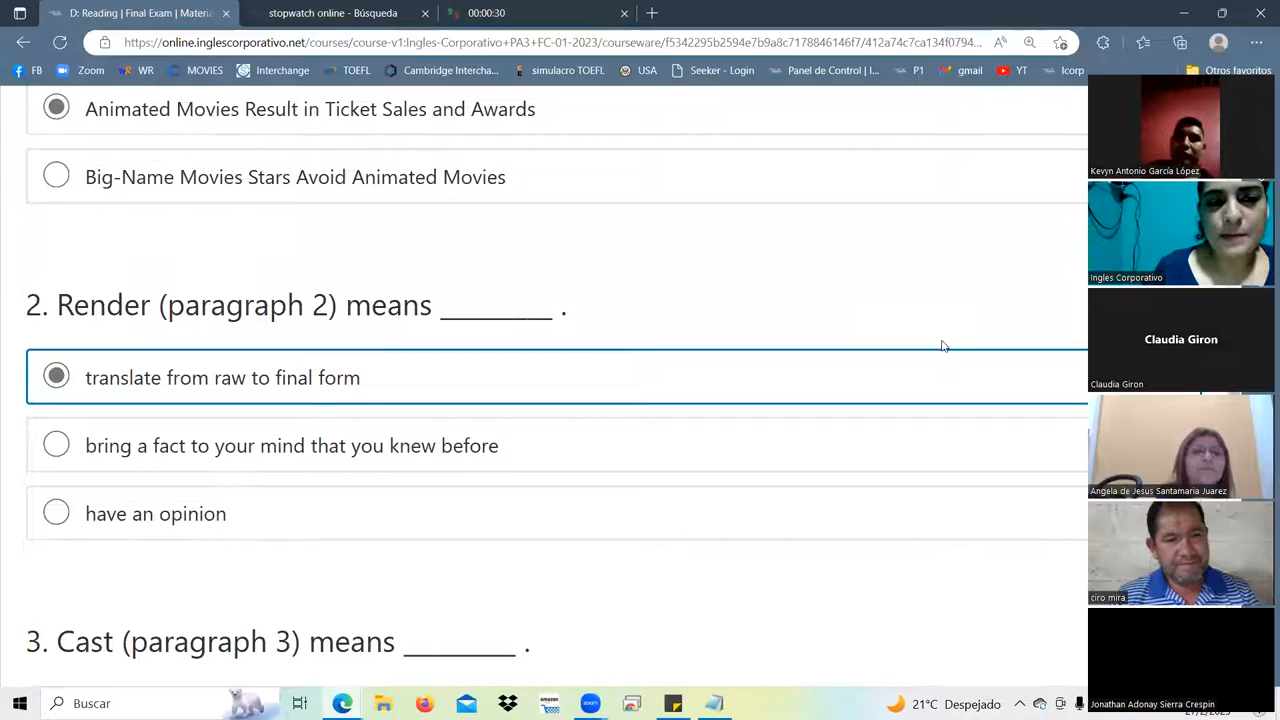 D: Reading | Final Exam | Materia
stopwatch online - Búsqueda
00:00:30
https://online.inglescorporativo.net/courses/course-v1:Ingles-Corporativo+PA3+FC-01-2023/courseware/f5342295b2594e7b9a8c7178846146f7/412a74c7ca134f0794...
FB
Zoom
WR
MOVIES
Interchange
TOEFL
Cambridge Intercha...
simulacro TOEFL
USA
Seeker - Login
Panel de Control | I...
P1
gmail
YT
Icorp
Otros favoritos
Animated Movies Result in Ticket Sales and Awards
Big-Name Movies Stars Avoid Animated Movies
2. Render (paragraph 2) means ________ .
translate from raw to final form
bring a fact to your mind that you knew before
have an opinion
3. Cast (paragraph 3) means ________ .
Kevyn Antonio García López
Ingles Corporativo
Claudia Giron
Claudia Giron
Angela de Jesus Santamaria Juarez
ciro mira
Jonathan Adonay Sierra Crespin
Buscar
21°C Despejado